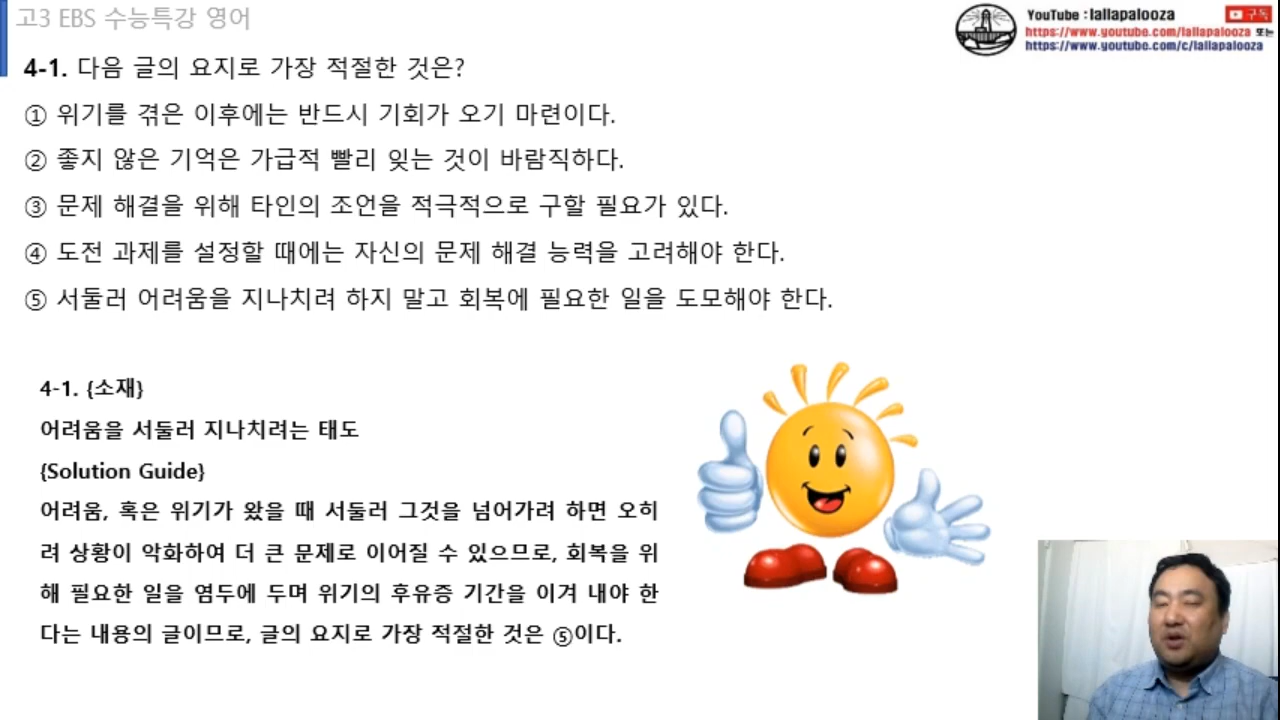 고3 EBS 수능특강 영어
YouTube : lallapalooza
구독
https://www.youtube.com/lallapalooza 또는
https://www.youtube.com/c/lallapalooza
4-1. 다음 글의 요지로 가장 적절한 것은?
① 위기를 겪은 이후에는 반드시 기회가 오기 마련이다.
② 좋지 않은 기억은 가급적 빨리 잊는 것이 바람직하다.
③ 문제 해결을 위해 타인의 조언을 적극적으로 구할 필요가 있다.
④ 도전 과제를 설정할 때에는 자신의 문제 해결 능력을 고려해야 한다.
⑤ 서둘러 어려움을 지나치려 하지 말고 회복에 필요한 일을 도모해야 한다.
4-1. {소재}
어려움을 서둘러 지나치려는 태도
{Solution Guide}
어려움, 혹은 위기가 왔을 때 서둘러 그것을 넘어가려 하면 오히
려 상황이 악화하여 더 큰 문제로 이어질 수 있으므로, 회복을 위
해 필요한 일을 염두에 두며 위기의 후유증 기간을 이겨 내야 한
다는 내용의 글이므로, 글의 요지로 가장 적절한 것은 ⑤이다.